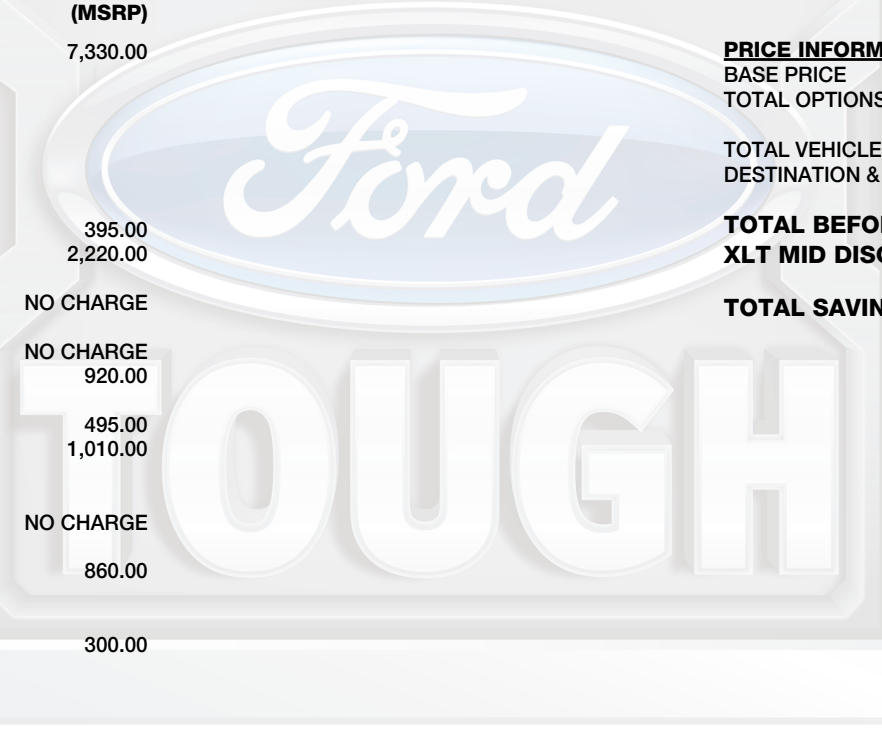 (MSRP)
7,330.00
395.00
2,220.00
NO CHARGE
NO CHARGE
920.00
495.00
1,010.00
NO CHARGE
860.00
300.00
PRICE INFORM
BASE PRICE
TOTAL OPTIONS
TOTAL VEHICLE
DESTINATION &
TOTAL BEFO
XLT MID DISC
TOTAL SAVIN
Ford
TOUGH